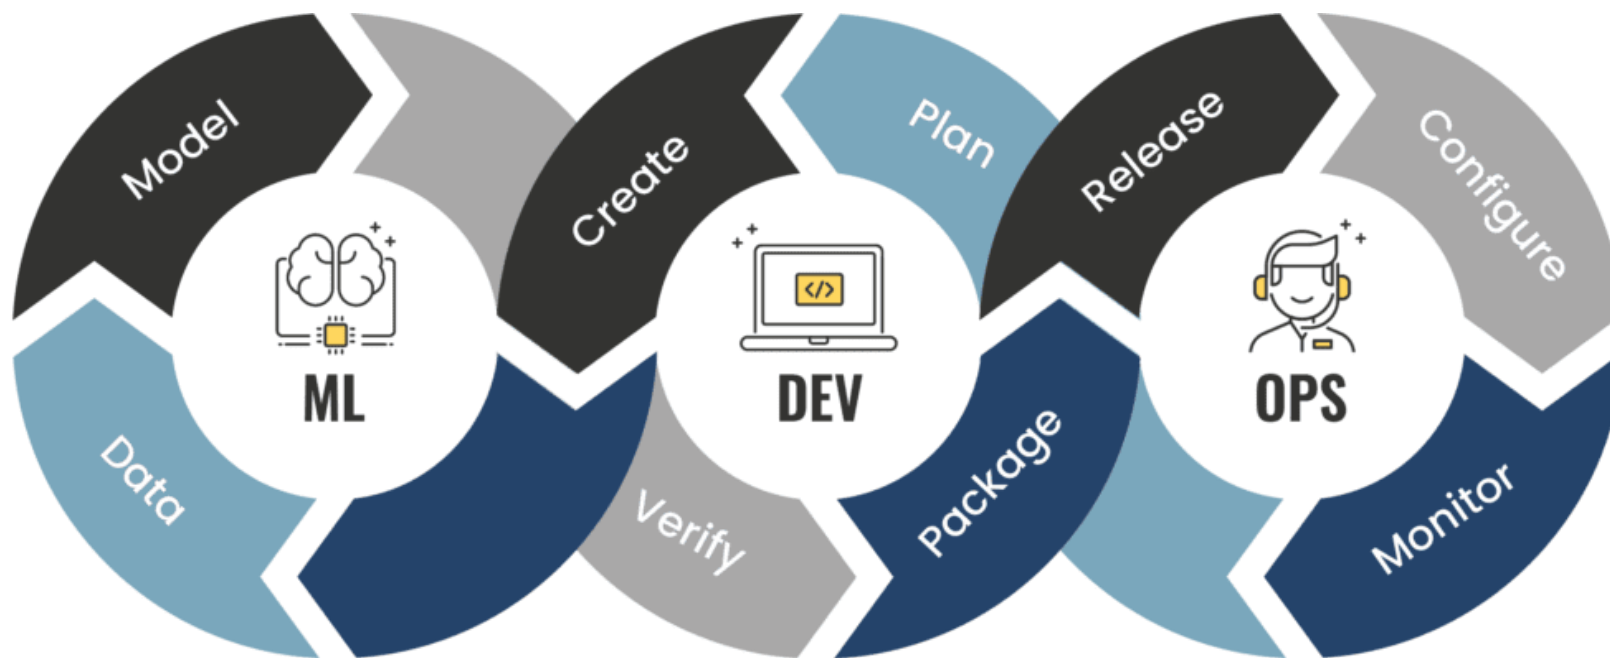 Model
Create
Plan
Release
Configure
</>
ML
DEV
OPS
Data
Verify
Package
Monitor